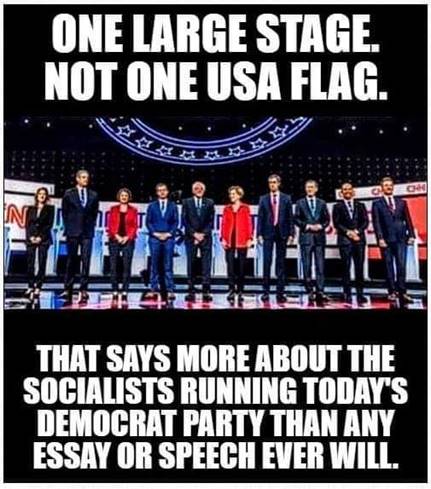 ONE LARGE STAGE.
NOT ONE USA FLAG.
THAT SAYS MORE ABOUT THE
SOCIALISTS RUNNING TODAY'S
DEMOCRAT PARTY THAN ANY
ESSAY OR SPEECH EVER WILL.